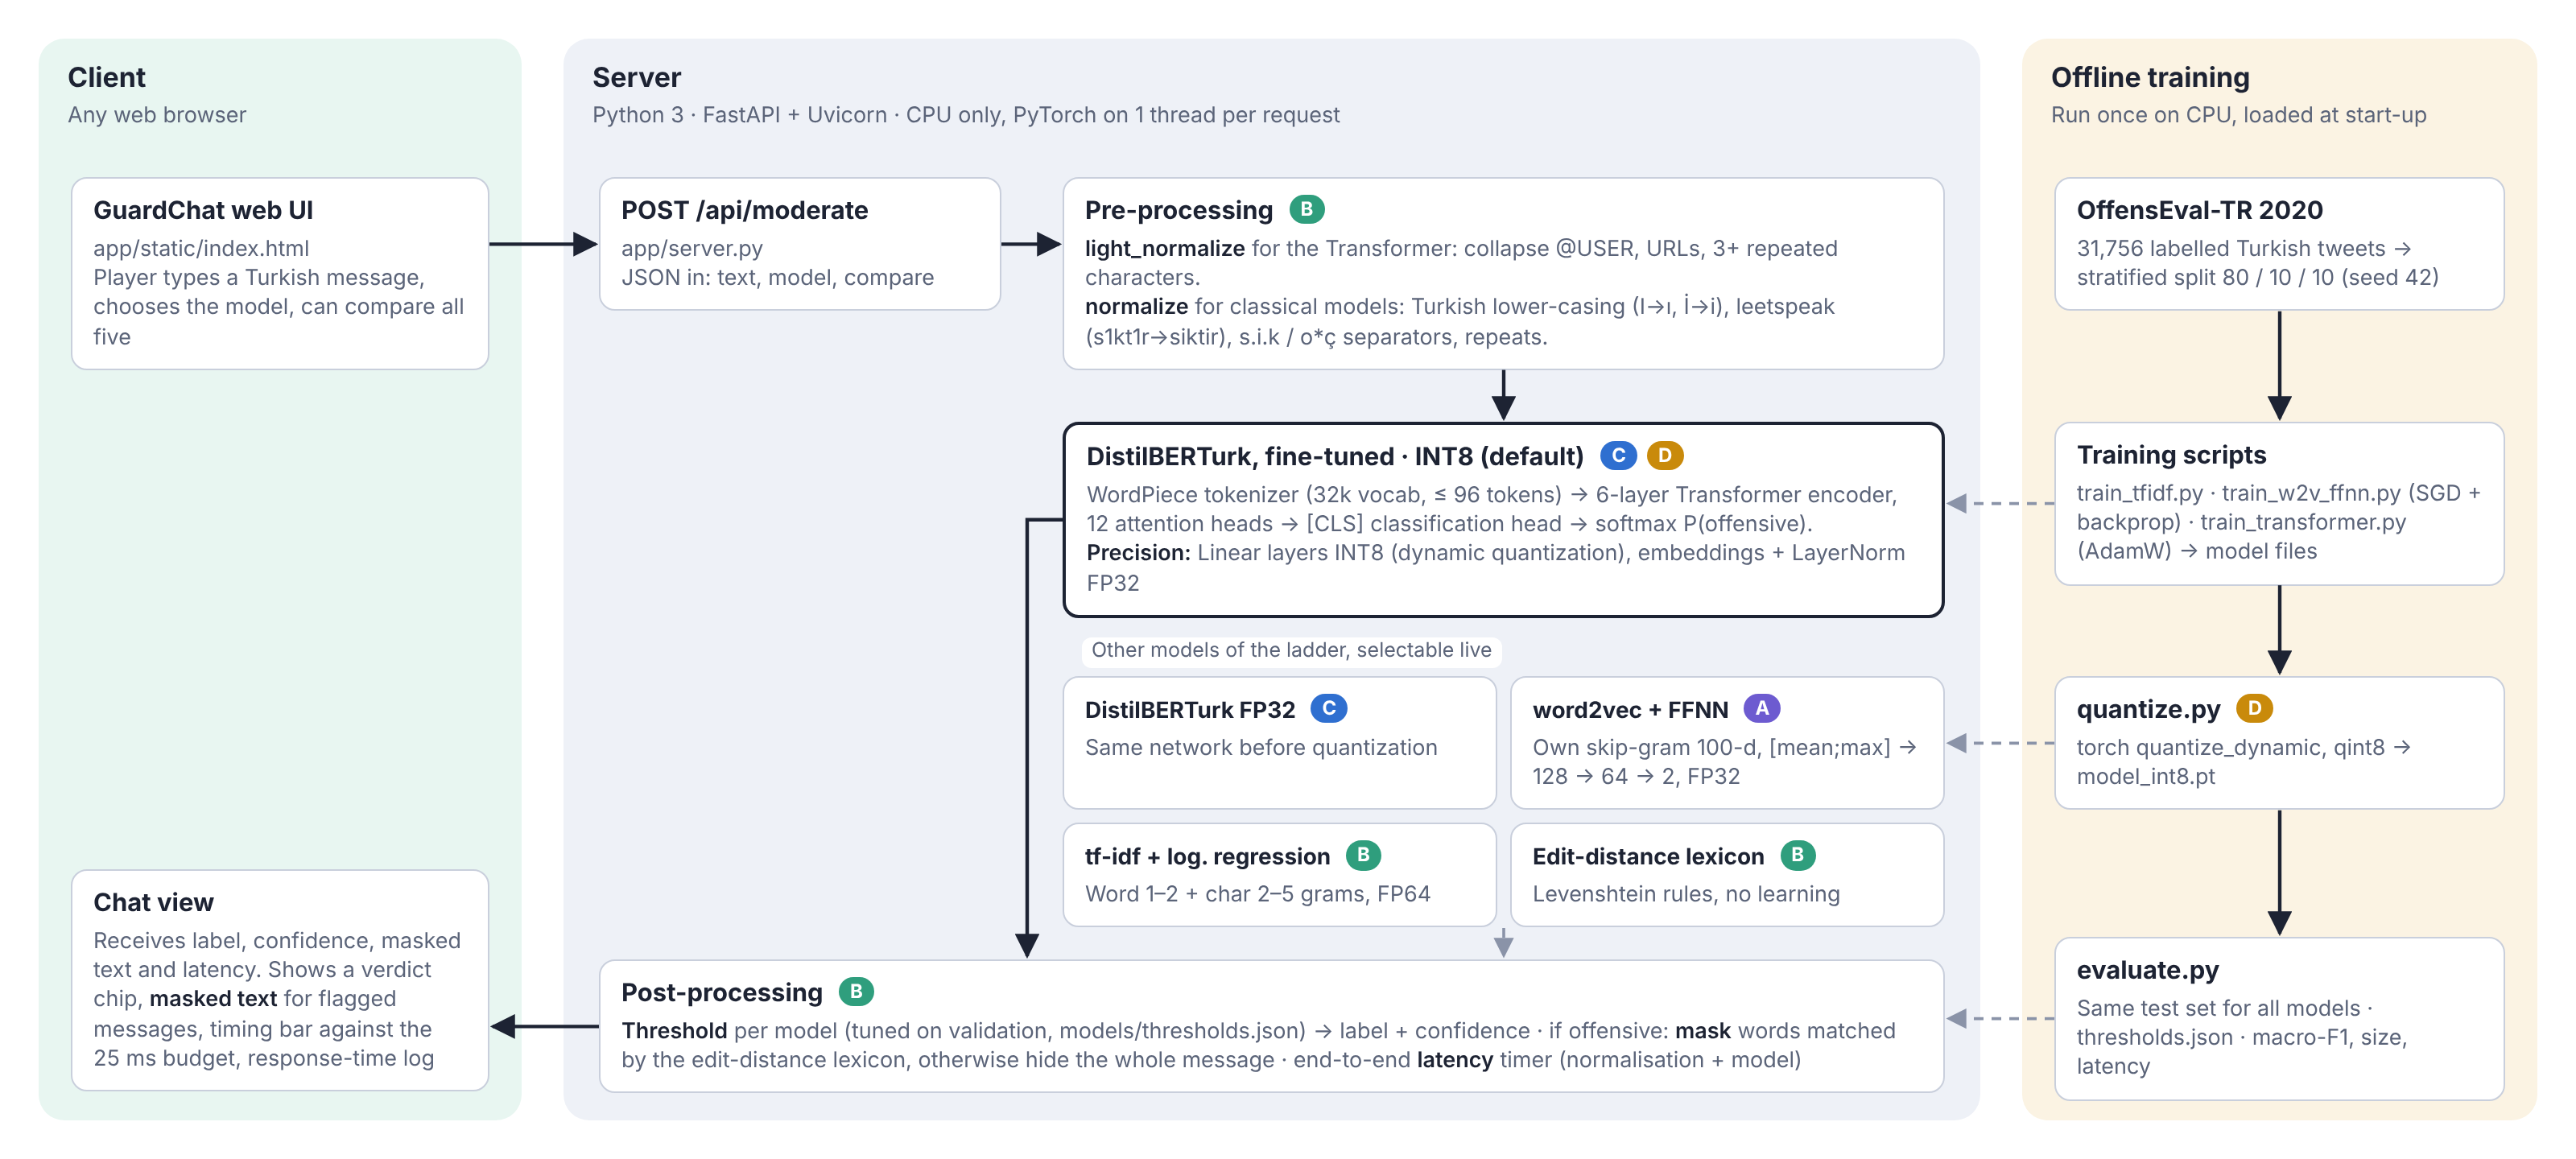 Client
Any web browser
GuardChat web UI
app/static/index.html
Player types a Turkish message,
chooses the model, can compare all
five
Chat view
Receives label, confidence, masked
text and latency. Shows a verdict
chip, masked text for flagged
messages, timing bar against the
25 ms budget, response-time log
Server
Python 3 · FastAPI + Uvicorn · CPU only, PyTorch on 1 thread per request
POST /api/moderate
app/server.py
JSON in: text, model, compare
Pre-processing B
light_normalize for the Transformer: collapse @USER, URLs, 3+ repeated
characters.
normalize for classical models: Turkish lower-casing (I→ı, İ→i), leetspeak
(s1kt1r→siktir), s.i.k / o*ç separators, repeats.
DistilBERTurk, fine-tuned · INT8 (default) C D
WordPiece tokenizer (32k vocab, ≤ 96 tokens) → 6-layer Transformer encoder,
12 attention heads → [CLS] classification head → softmax P(offensive).
Precision: Linear layers INT8 (dynamic quantization), embeddings + LayerNorm
FP32
Other models of the ladder, selectable live
DistilBERTurk FP32 C
Same network before quantization
word2vec + FFNN A
Own skip-gram 100-d, [mean;max] →
128 → 64 → 2, FP32
tf-idf + log. regression B
Word 1–2 + char 2–5 grams, FP64
Edit-distance lexicon B
Levenshtein rules, no learning
Post-processing B
Threshold per model (tuned on validation, models/thresholds.json) → label + confidence · if offensive: mask words matched
by the edit-distance lexicon, otherwise hide the whole message · end-to-end latency timer (normalisation + model)
Offline training
Run once on CPU, loaded at start-up
OffensEval-TR 2020
31,756 labelled Turkish tweets →
stratified split 80 / 10 / 10 (seed 42)
Training scripts
train_tfidf.py · train_w2v_ffnn.py (SGD +
backprop) · train_transformer.py
(AdamW) → model files
quantize.py D
torch quantize_dynamic, qint8 →
model_int8.pt
evaluate.py
Same test set for all models ·
thresholds.json · macro-F1, size,
latency